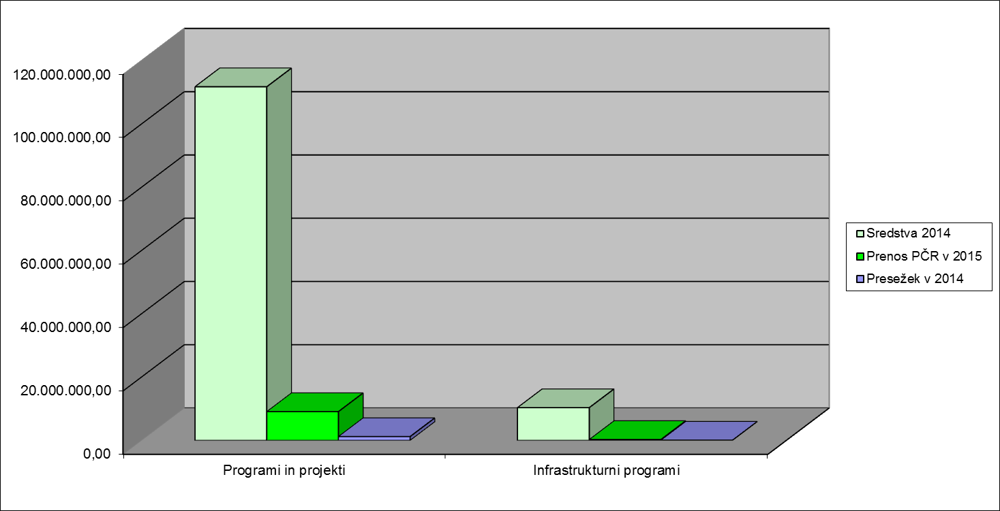 120.000.000,00
100.000.000,00
80.000.000,00
60.000.000,00
40.000.000,00
20.000.000,00
0,00
Programi in projekti
Infrastrukturni programi
Sredstva 2014
Prenos PČR v 2015
Presežek v 2014